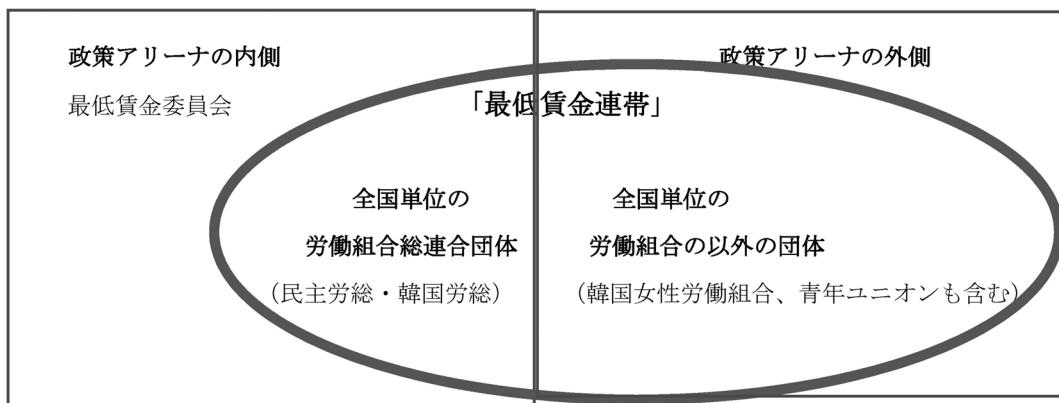 政策アリーナの内側
政策アリーナの外側
最低賃金委員会
「最低賃金連帯」
全国単位の
労働組合総連合団体
（民主労総・韓国労総）
全国単位の
労働組合の以外の団体
（韓国女性労働組合、青年ユニオンも含む）